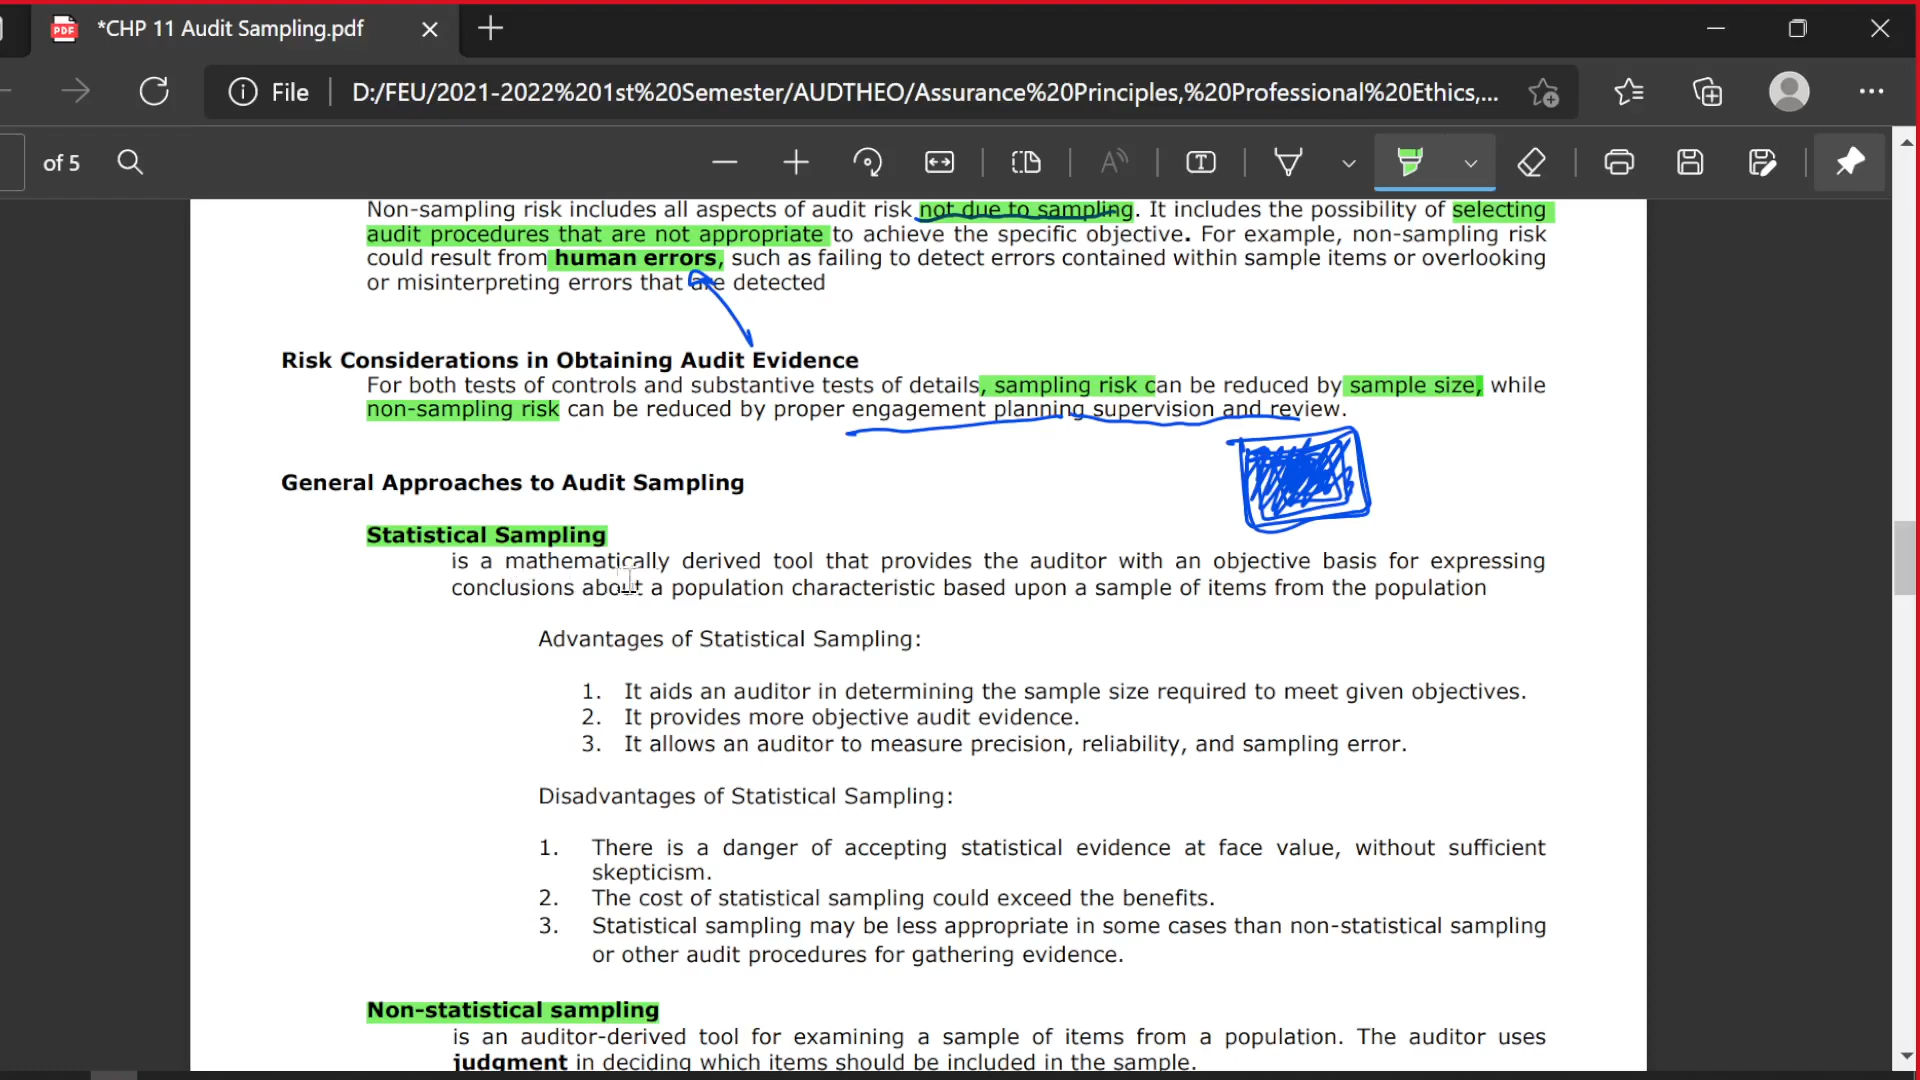 *CHP 11 Audit Sampling.pdf
File
D:/FEU/2021-2022%201st%20Semester/AUDTHEO/Assurance%20Principles,%20Professional%20Ethics,...
of 5
Non-sampling risk includes all aspects of audit risk not due to sampling. It includes the possibility of selecting
audit procedures that are not appropriate to achieve the specific objective. For example, non-sampling risk
could result from human errors, such as failing to detect errors contained within sample items or overlooking
or misinterpreting errors that are detected
Risk Considerations in Obtaining Audit Evidence
For both tests of controls and substantive tests of details, sampling risk can be reduced by sample size, while
non-sampling risk can be reduced by proper engagement planning supervision and review.
General Approaches to Audit Sampling
Statistical Sampling
is a mathematically derived tool that provides the auditor with an objective basis for expressing
conclusions about a population characteristic based upon a sample of items from the population
Advantages of Statistical Sampling:
1. It aids an auditor in determining the sample size required to meet given objectives.
2. It provides more objective audit evidence.
3. It allows an auditor to measure precision, reliability, and sampling error.
Disadvantages of Statistical Sampling:
1. There is a danger of accepting statistical evidence at face value, without sufficient
skepticism.
2. The cost of statistical sampling could exceed the benefits.
3. Statistical sampling may be less appropriate in some cases than non-statistical sampling
or other audit procedures for gathering evidence.
Non-statistical sampling
is an auditor-derived tool for examining a sample of items from a population. The auditor uses
judgment in deciding which items should be included in the sample.